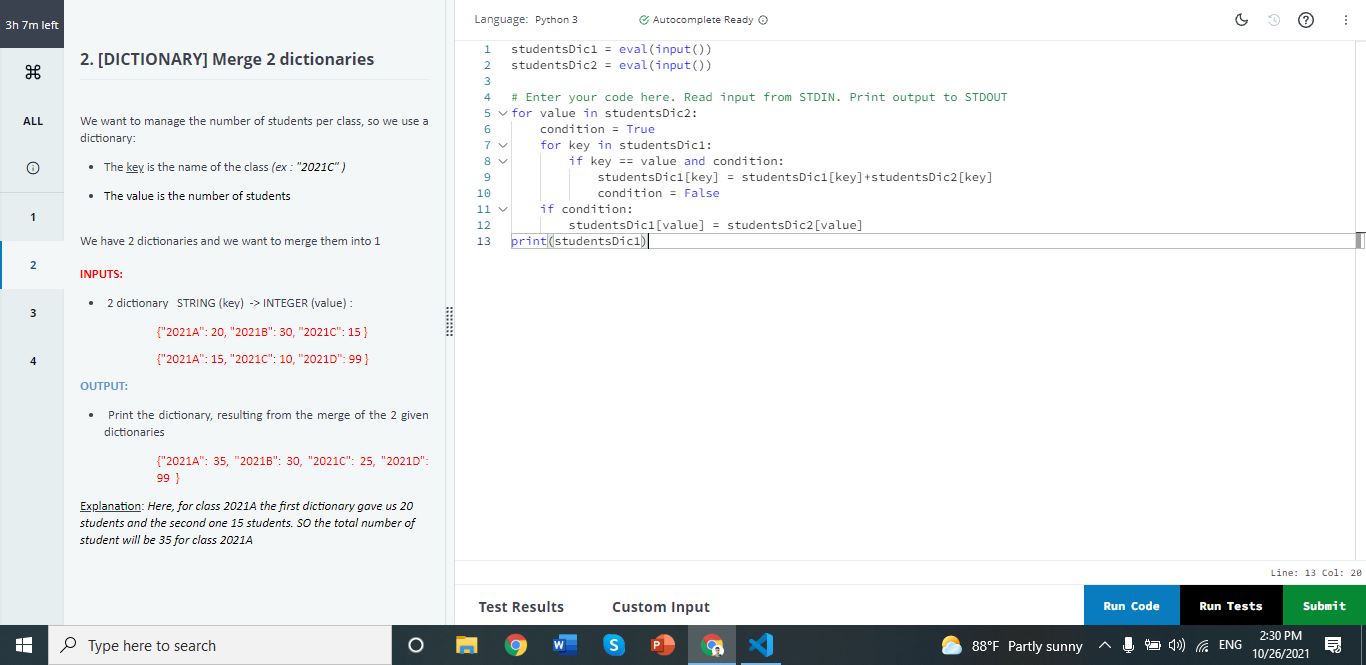 3h 7m left
ALL
1
2
3
4
2. [DICTIONARY] Merge 2 dictionaries
We want to manage the number of students per class, so we use a
dictionary:
• The key is the name of the class (ex : "2021C" )
• The value is the number of students
We have 2 dictionaries and we want to merge them into 1
INPUTS:
• 2 dictionary STRING (key) -> INTEGER (value) :
{"2021A": 20, "2021B": 30, "2021C": 15 }
{"2021A": 15, "2021C": 10, "2021D": 99 }
OUTPUT:
• Print the dictionary, resulting from the merge of the 2 given
dictionaries
{"2021A": 35, "2021B": 30, "2021C": 25, "2021D":
99 }
Explanation: Here, for class 2021A the first dictionary gave us 20
students and the second one 15 students. SO the total number of
student will be 35 for class 2021A
Language: Python 3
Autocomplete Ready
1 studentsDic1 = eval(input())
2 studentsDic2 = eval(input())
3
4 # Enter your code here. Read input from STDIN. Print output to STDOUT
5 for value in studentsDic2:
6 condition = True
7 for key in studentsDic1:
8 if key == value and condition:
9 studentsDic1[key] = studentsDic1[key]+studentsDic2[key]
10 condition = False
11 if condition:
12 studentsDic1[value] = studentsDic2[value]
13 print(studentsDic1)
Line: 13 Col: 20
Test Results
Custom Input
Run Code
Run Tests
Submit
Type here to search
88°F Partly sunny
ENG
2:30 PM
10/26/2021